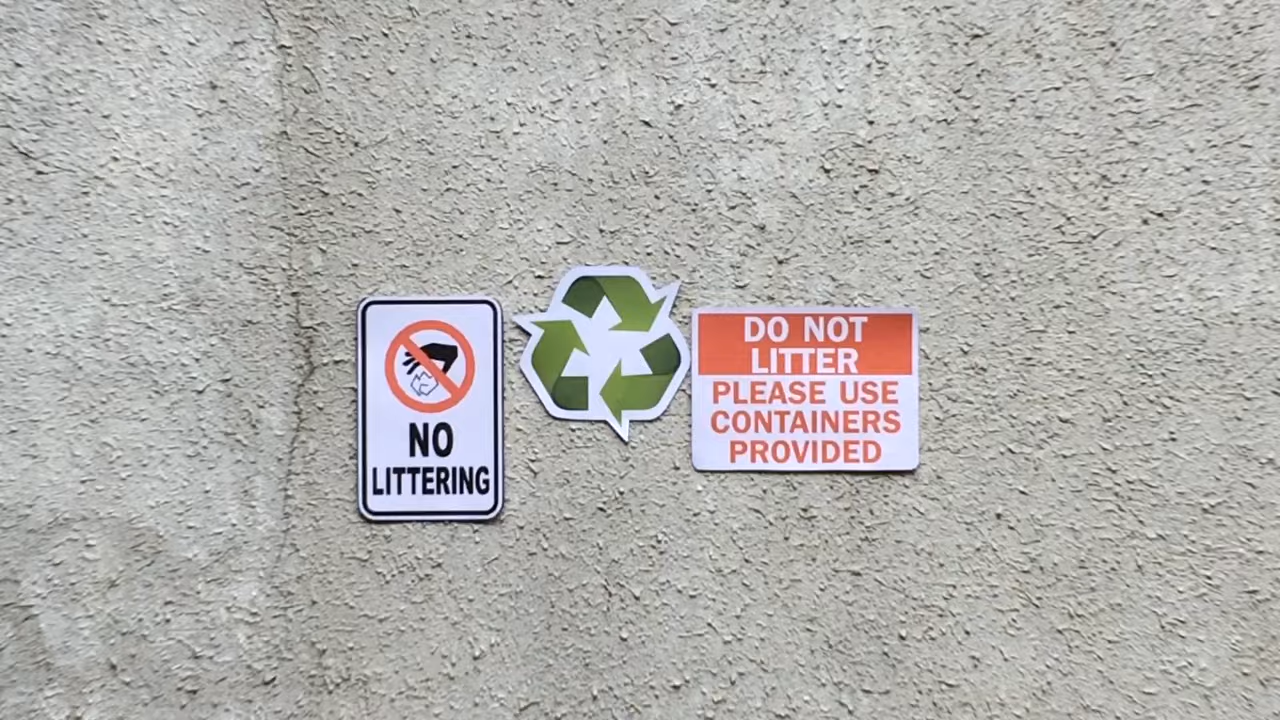 NO
LITTERING
DO NOT
LITTER
PLEASE USE
CONTAINERS
PROVIDED